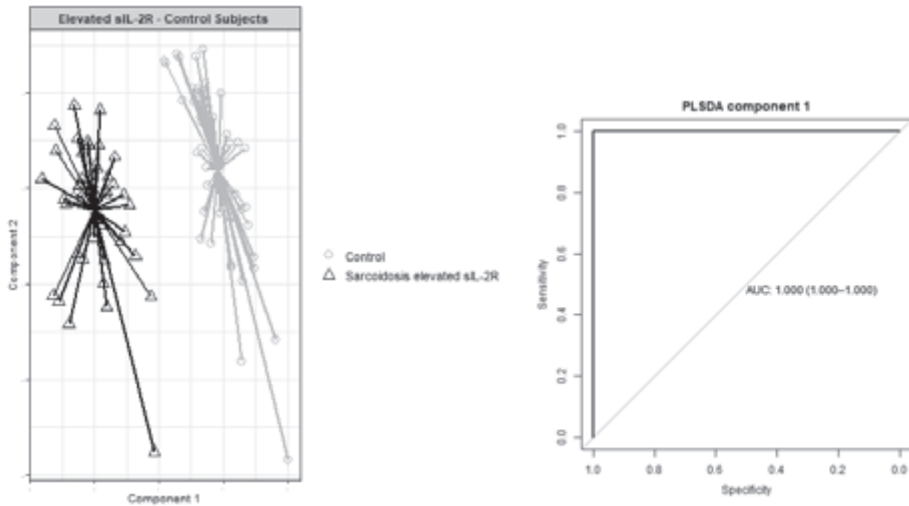 Elevated sIL-2R - Control Subjects
Component 2
Component 1
Control
Sarcoidosis elevated sIL-2R
PLSDA component 1
Sensitivity
1.0
0.8
0.6
0.4
0.2
0.0
AUC: 1.000 (1.000–1.000)
1.0 0.8 0.6 0.4 0.2 0.0
Specificity